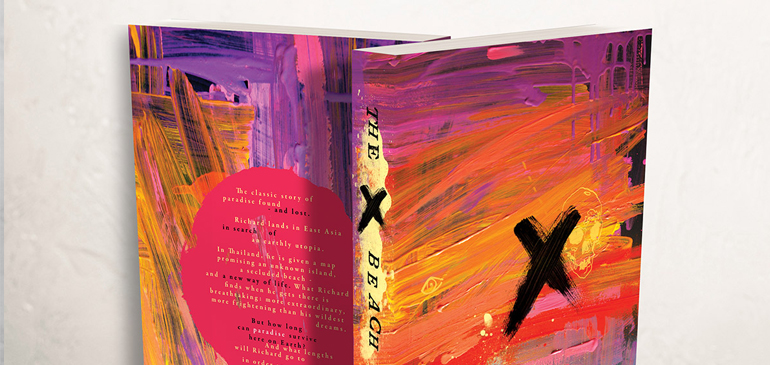 The classic story of
paradise found
and lost.
Richard lands in East Asia
in search of
earthly utopia.
In Thailand, he is given a map
promising an unknown island,
a secluded beach
and a new way of life. What Richard
finds when he gets there is
breathtaking: more extraordinary,
more frightening than his wildest
dreams.
But how long
can paradise survive
here on Earth?
And what lengths
will Richard go to
in order
THE X BEACH
X